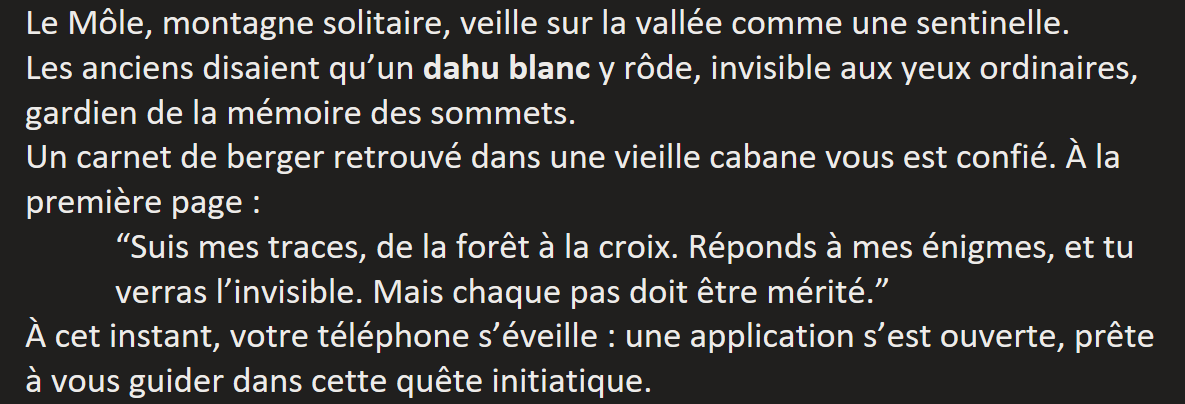 Le Môle, montagne solitaire, veille sur la vallée comme une sentinelle.
Les anciens disaient qu’un dahu blanc y rôde, invisible aux yeux ordinaires,
gardien de la mémoire des sommets.
Un carnet de berger retrouvé dans une vieille cabane vous est confié. À la
première page :
“Suis mes traces, de la forêt à la croix. Réponds à mes énigmes, et tu
verras l’invisible. Mais chaque pas doit être mérité.”
À cet instant, votre téléphone s’éveille : une application s’est ouverte, prête
à vous guider dans cette quête initiatique.